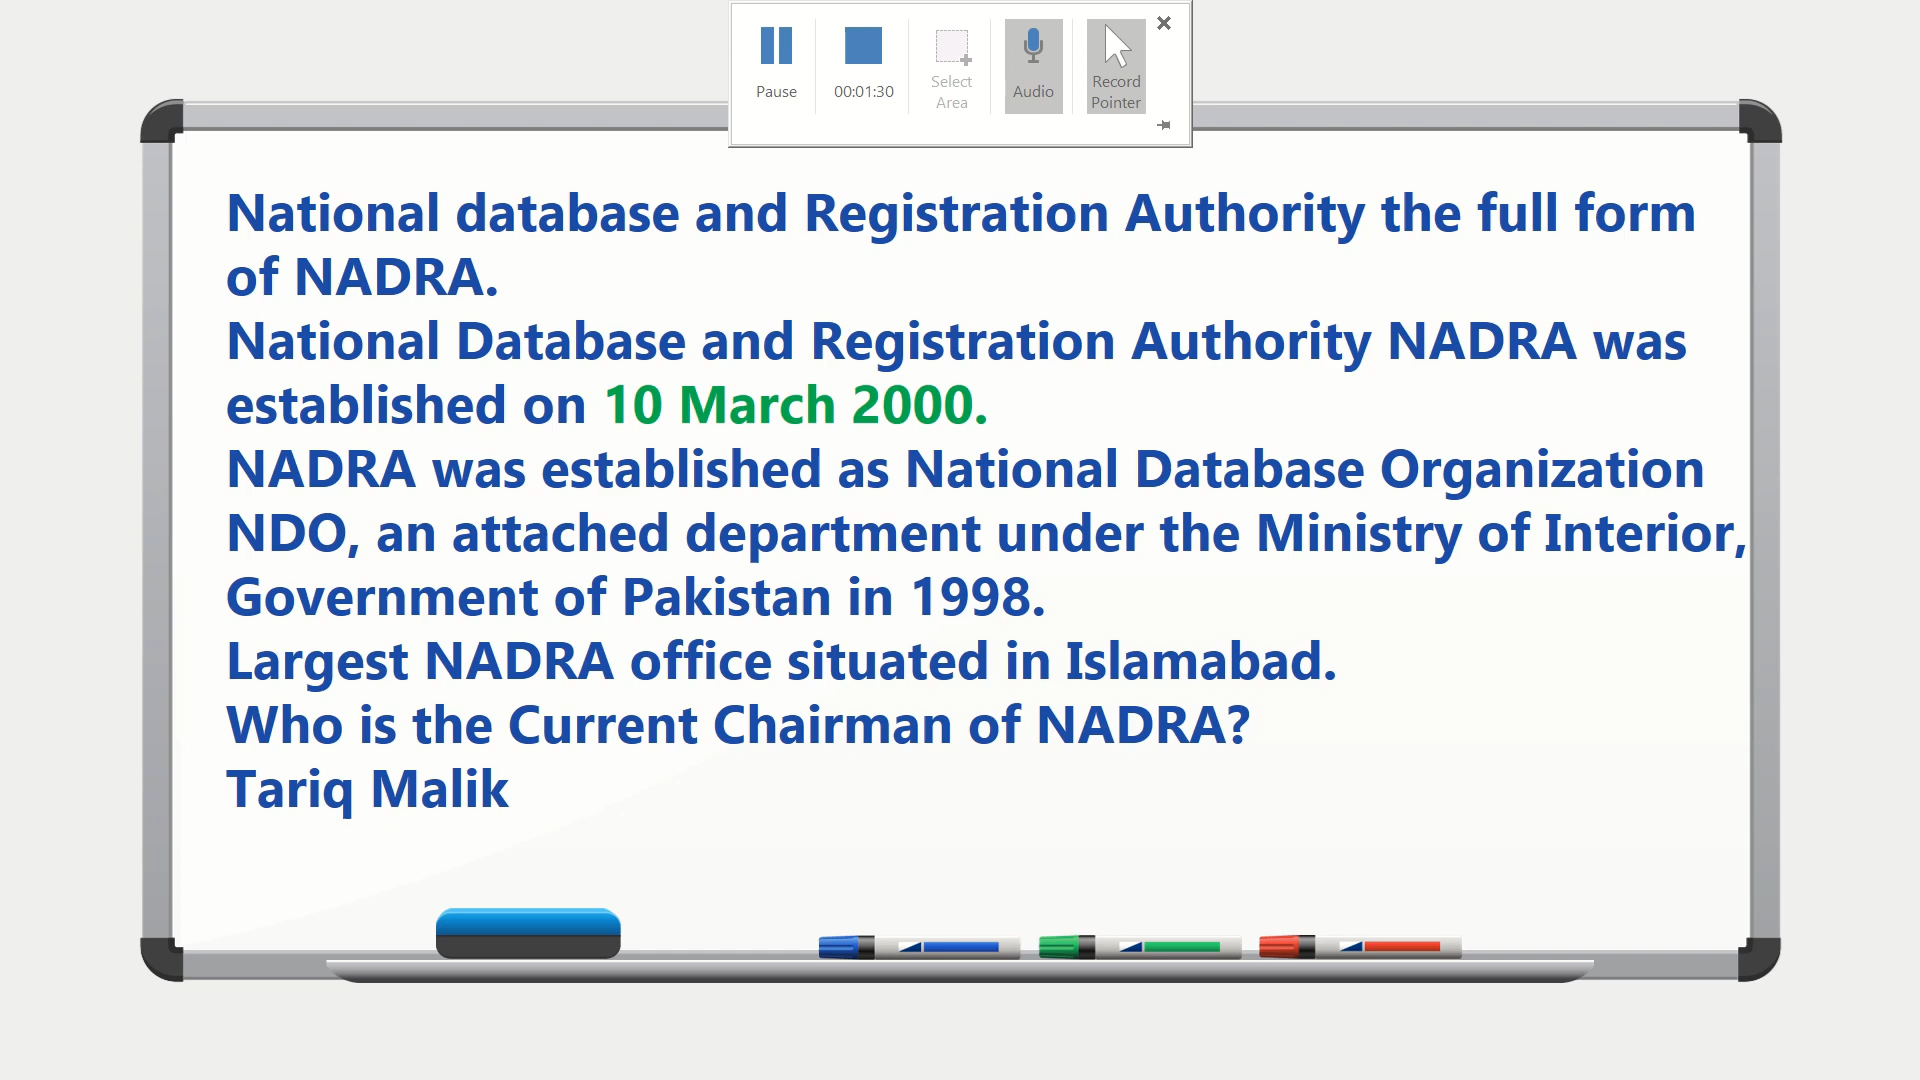 Pause
00:01:30
Select
Area
Audio
Record
Pointer
National database and Registration Authority the full form
of NADRA.
National Database and Registration Authority NADRA was
established on 10 March 2000.
NADRA was established as National Database Organization
NDO, an attached department under the Ministry of Interior,
Government of Pakistan in 1998.
Largest NADRA office situated in Islamabad.
Who is the Current Chairman of NADRA?
Tariq Malik